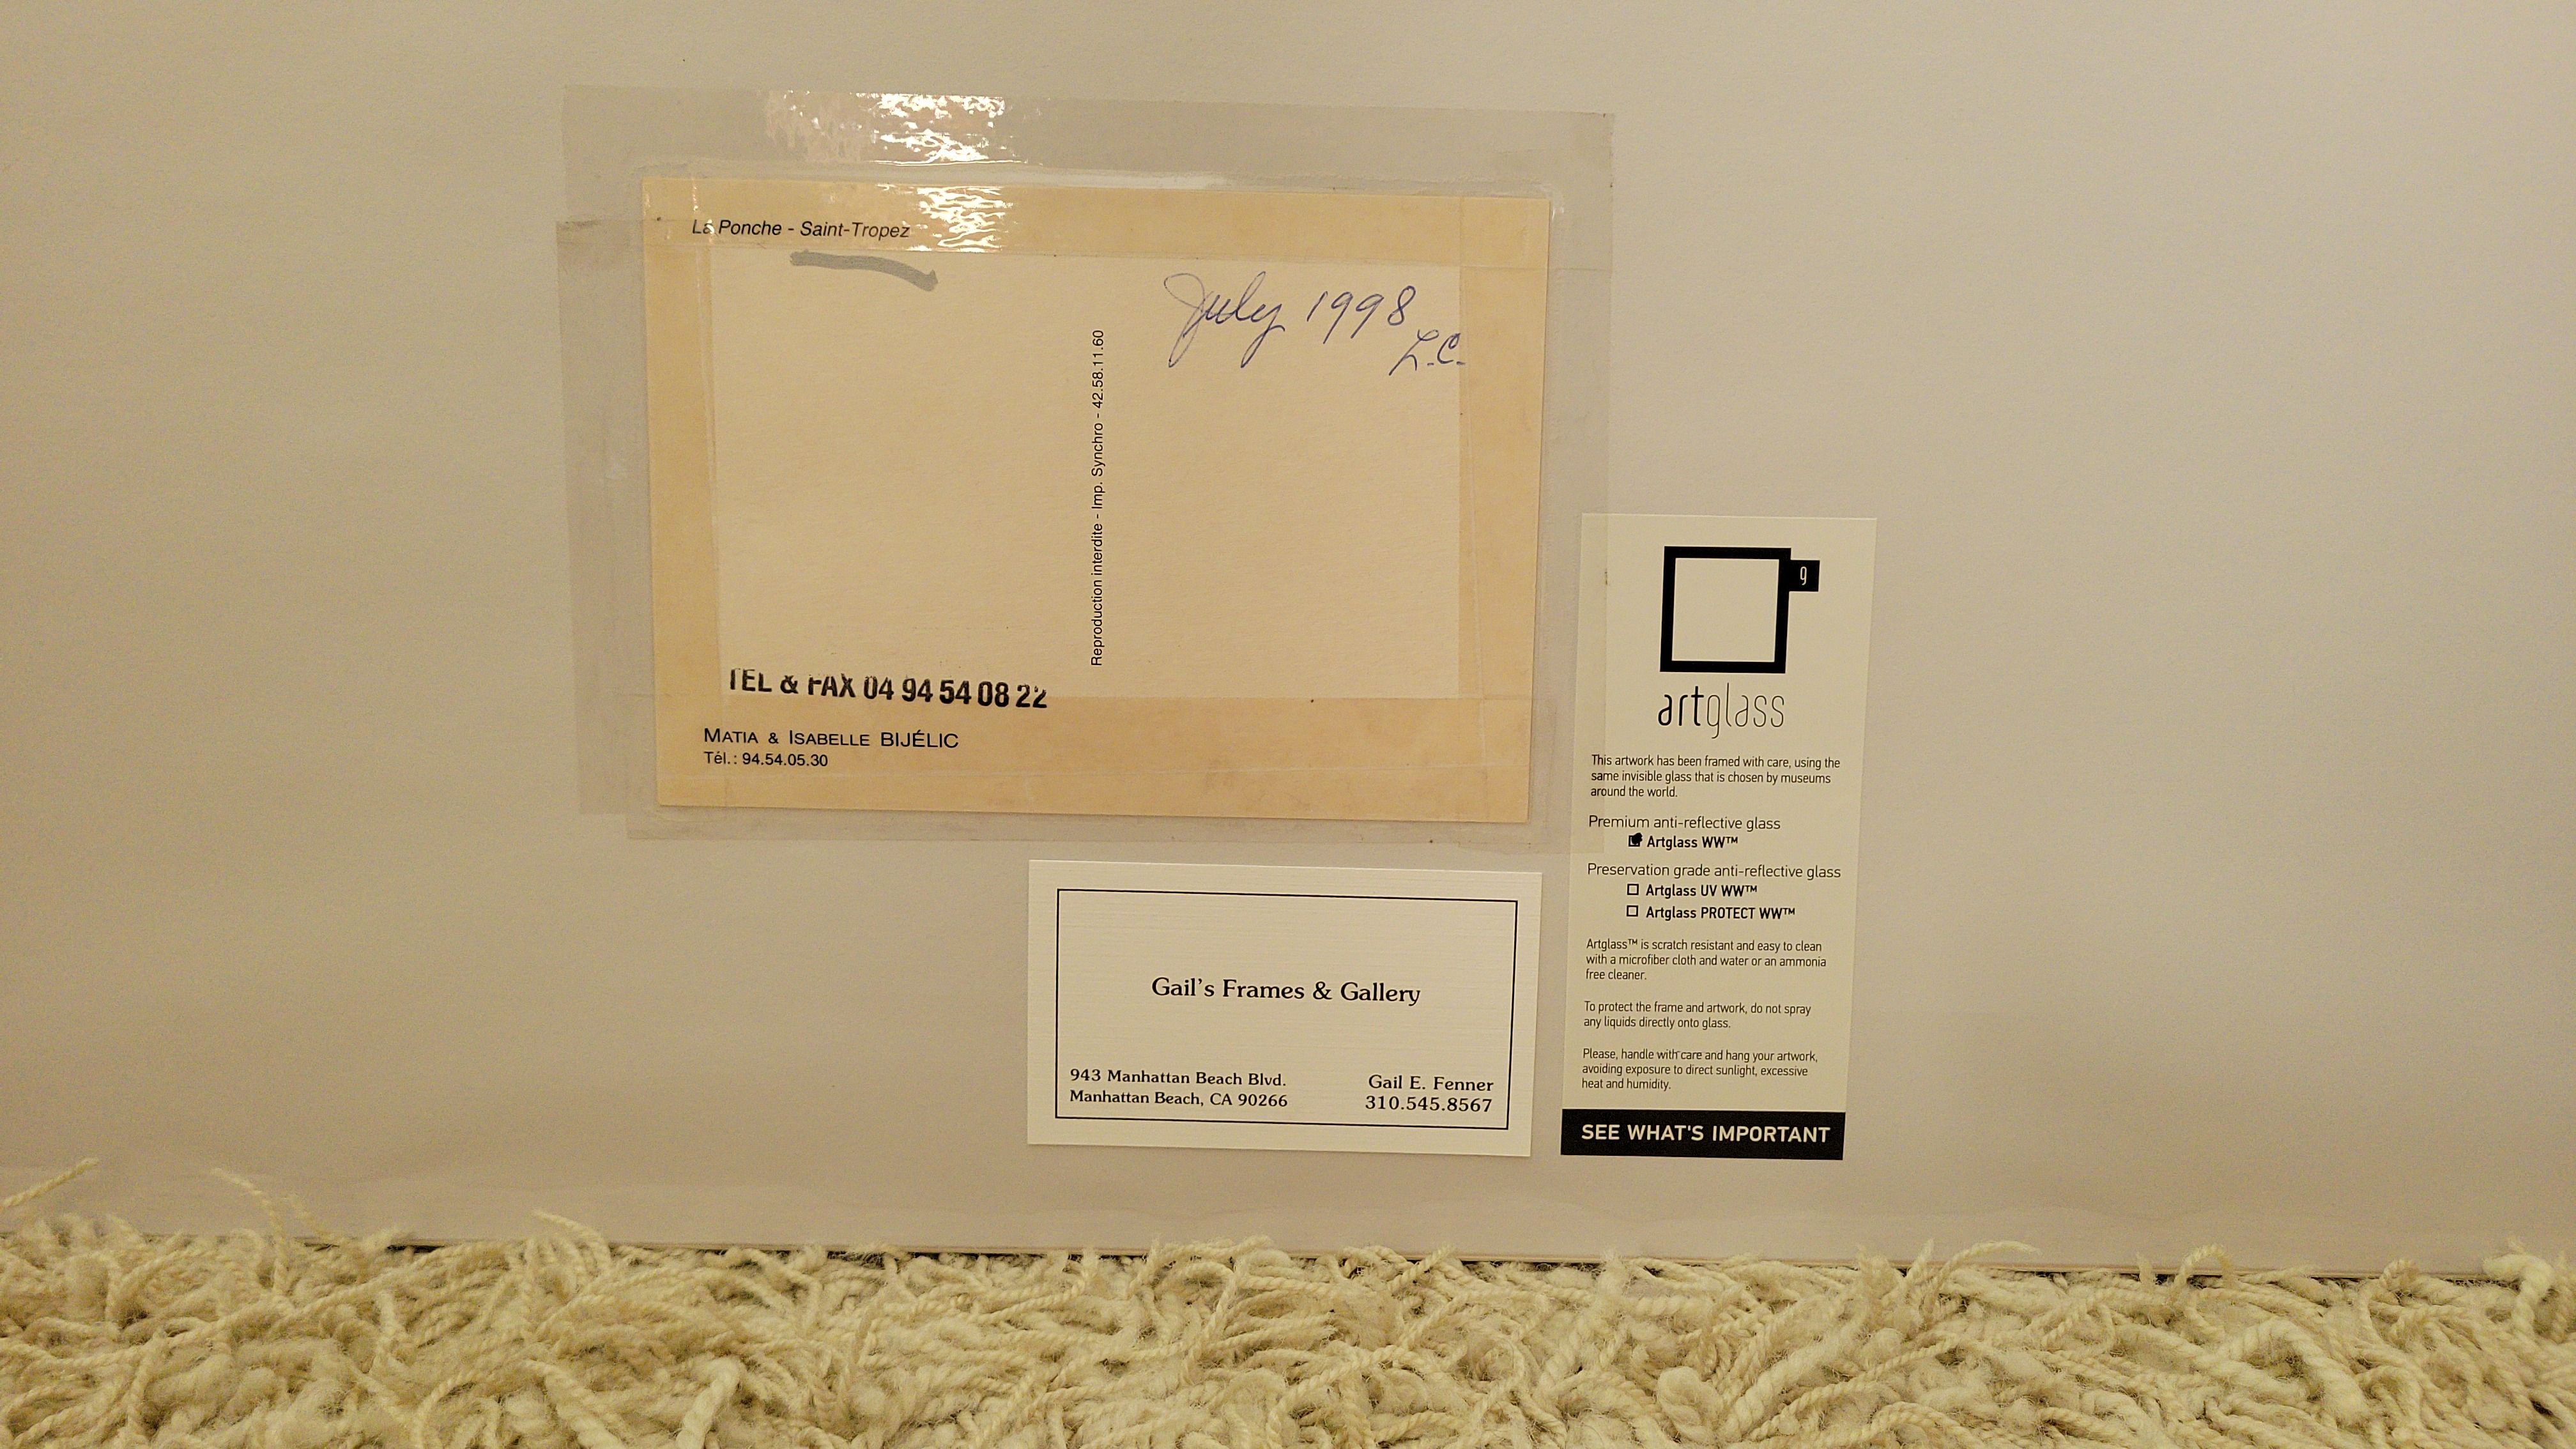 La Ponche - Saint-Tropez
July 1998
L.C.
Reproduction interdite - Imp. Synchro - 42.58.11.60
TEL & FAX 04 94 54 08 22
MATIA & ISABELLE BIJÉLIC
Tél.: 94.54.05.30
g
artglass
This artwork has been framed with care, using the
same invisible glass that is chosen by museums
around the world.
Premium anti-reflective glass
Artglass WW™
Preservation grade anti-reflective glass
Artglass UV WW™
Artglass PROTECT WW™
Artglass™ is scratch resistant and easy to clean
with a microfiber cloth and water or an ammonia
free cleaner.
To protect the frame and artwork, do not spray
any liquids directly onto glass.
Please, handle with care and hang your artwork,
avoiding exposure to direct sunlight, excessive
heat and humidity.
SEE WHAT'S IMPORTANT
Gail's Frames & Gallery
943 Manhattan Beach Blvd.
Manhattan Beach, CA 90266
Gail E. Fenner
310.545.8567